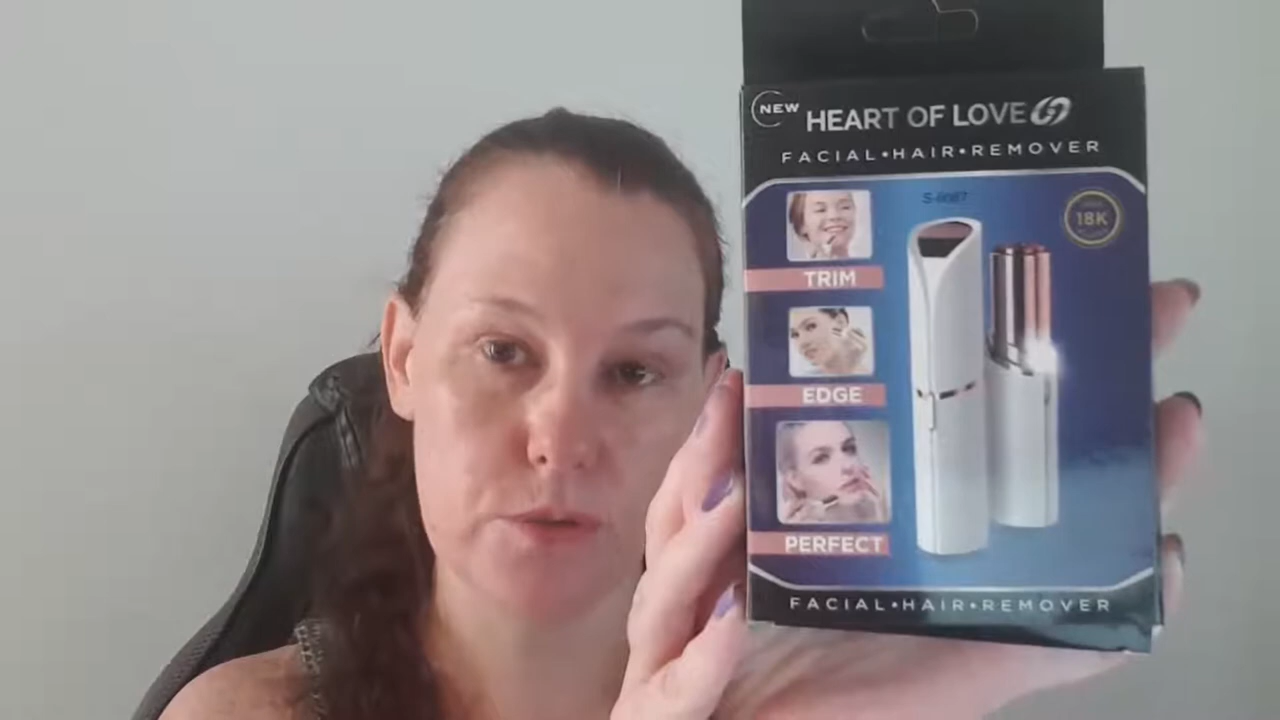 NEW
HEART OF LOVE
FACIAL•HAIR•REMOVER
18K
TRIM
EDGE
PERFECT
FACIAL•HAIR•REMOVER